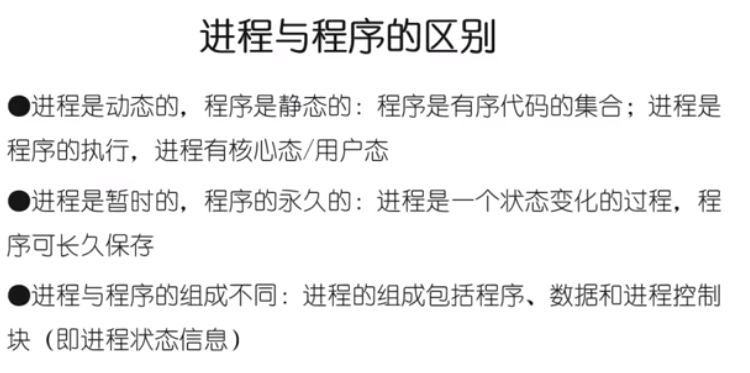 进程与程序的区别
●进程是动态的，程序是静态的：程序是有序代码的集合；进程是
程序的执行，进程有核心态/用户态
●进程是暂时的，程序的永久的：进程是一个状态变化的过程，程
序可长久保存
●进程与程序的组成不同：进程的组成包括程序、数据和进程控制
块（即进程状态信息）